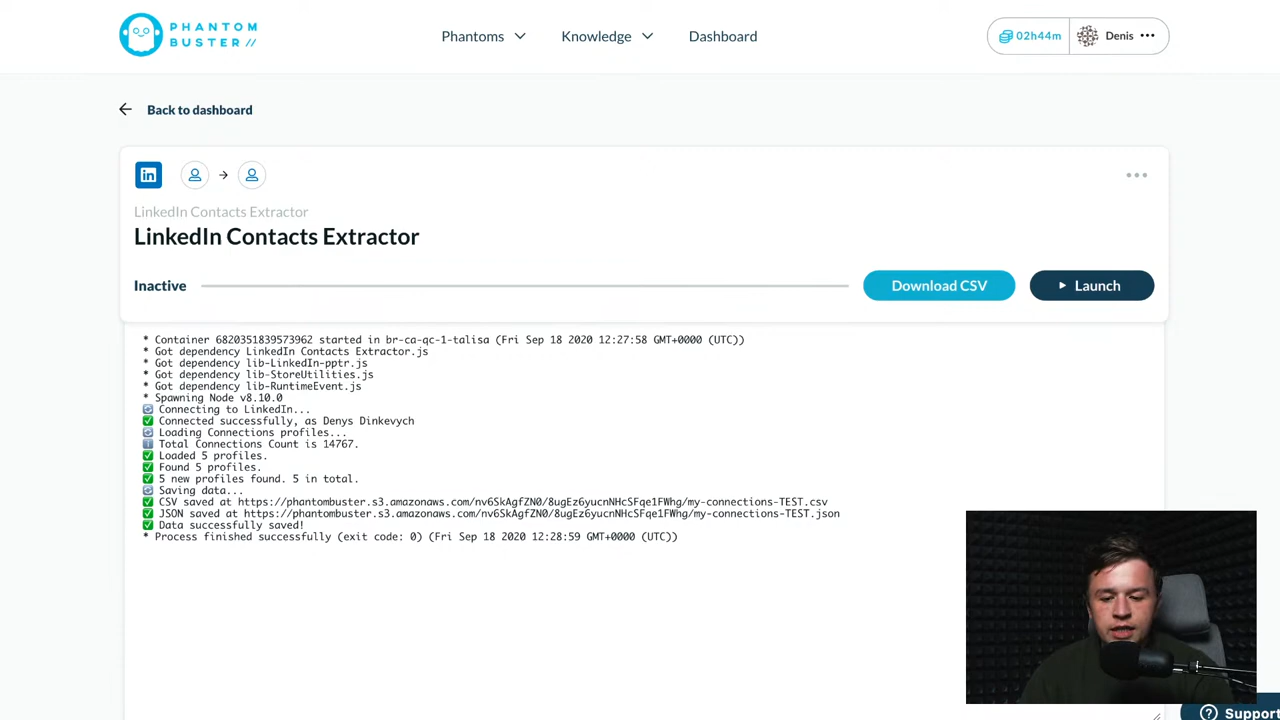 PHANTOM
BUSTER //
Phantoms
Knowledge
Dashboard
02h44m
Denis
Back to dashboard
in
LinkedIn Contacts Extractor
LinkedIn Contacts Extractor
Inactive
Download CSV
Launch
* Container 6820351839573962 started in br-ca-qc-1-talisa (Fri Sep 18 2020 12:27:58 GMT+0000 (UTC))
* Got dependency LinkedIn Contacts Extractor.js
* Got dependency lib-LinkedIn-pptr.js
* Got dependency lib-StoreUtilities.js
* Got dependency lib-RuntimeEvent.js
* Spawning Node v8.10.0
Connecting to LinkedIn...
Connected successfully, as Denys Dinkevych
Loading Connections profiles...
Total Connections Count is 14767.
Loaded 5 profiles.
Found 5 profiles.
5 new profiles found. 5 in total.
Saving data...
CSV saved at https://phantombuster.s3.amazonaws.com/nv6SkAgfZN0/8ugEz6yucnNHcSFqe1FWhg/my-connections-TEST.csv
JSON saved at https://phantombuster.s3.amazonaws.com/nv6SkAgfZN0/8ugEz6yucnNHcSFqe1FWhg/my-connections-TEST.json
Data successfully saved!
* Process finished successfully (exit code: 0) (Fri Sep 18 2020 12:28:59 GMT+0000 (UTC))
Support